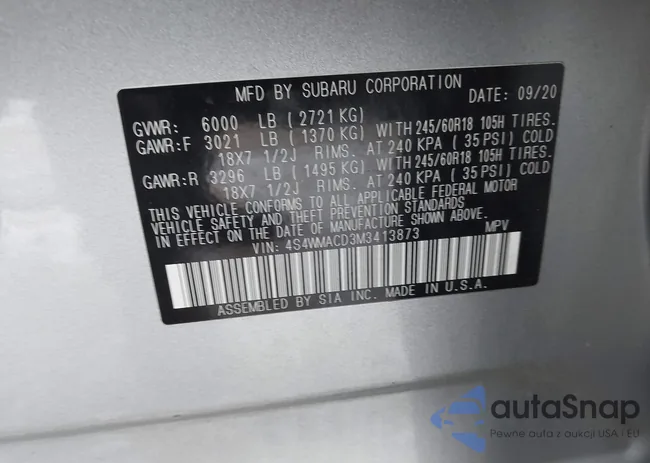 MFD BY SUBARU CORPORATION DATE: 09/20
GVWR: 6000 LB ( 2721 KG)
GAWR:F 3021 LB ( 1370 KG) WITH 245/60R18 105H TIRES.
18X7 1/2J RIMS. AT 240 KPA ( 35 PSI) COLD
GAWR:R 3296 LB ( 1495 KG) WITH 245/60R18 105H TIRES.
18X7 1/2J RIMS. AT 240 KPA ( 35 PSI) COLD
THIS VEHICLE CONFORMS TO ALL APPLICABLE FEDERAL MOTOR
VEHICLE SAFETY AND THEFT PREVENTION STANDARDS
IN EFFECT ON THE DATE OF MANUFACTURE SHOWN ABOVE.
VIN: 4S4WMACD3M3413873 MPV
ASSEMBLED BY SIA INC. MADE IN U.S.A.
autaSnap
Pewne auta z aukcji USA i EU